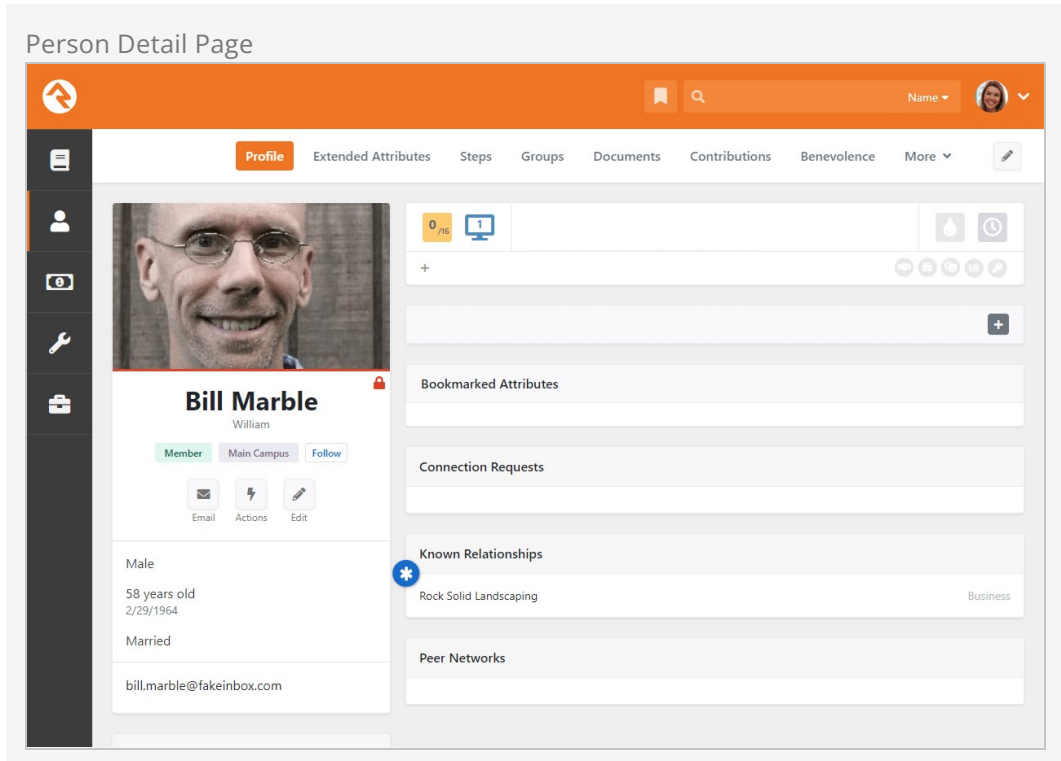 Person Detail Page
Name
Profile Extended Attributes Steps Groups Documents Contributions Benevolence More
0/16 1
+
+
Bill Marble
William
Member Main Campus Follow
Email Actions Edit
Male
58 years old
2/29/1964
Married
bill.marble@fakeinbox.com
Bookmarked Attributes
Connection Requests
Known Relationships
Rock Solid Landscaping Business
Peer Networks